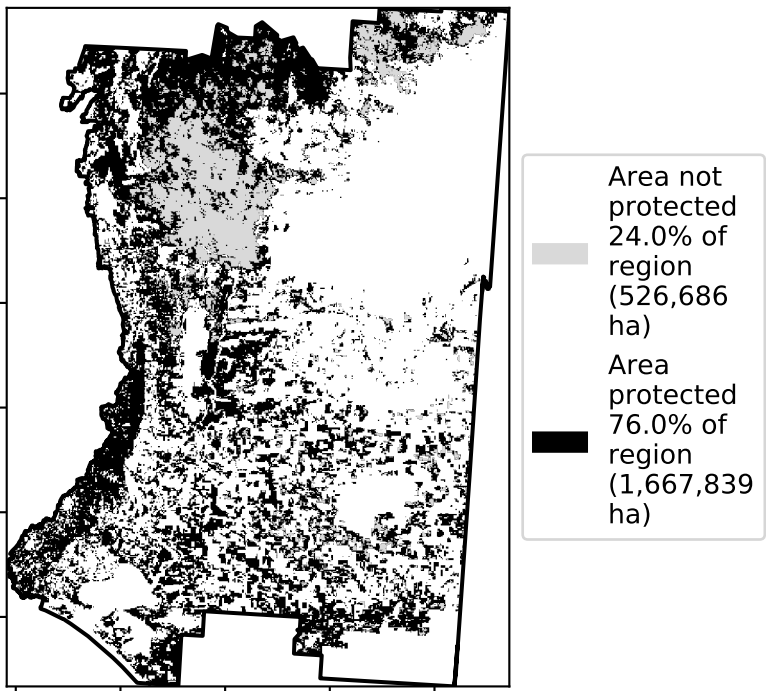 Area not
protected
24.0% of
region
(526,686
ha)
Area
protected
76.0% of
region
(1,667,839
ha)